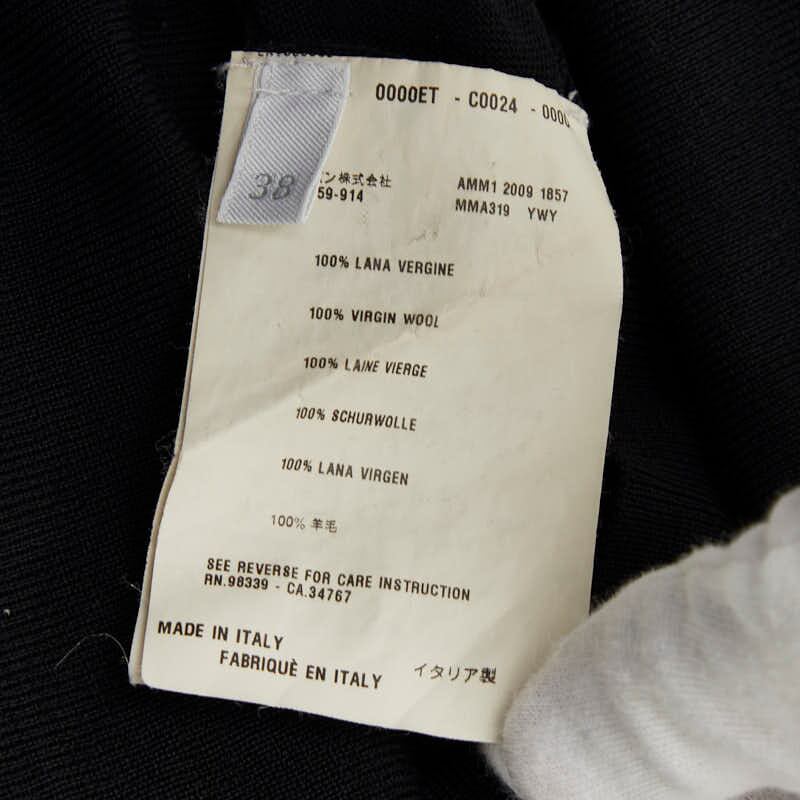 0000ET - C0024 - 000
38
ン株式会社
59-914
AMM1 2009 1857
MMA319 YWY
100% LANA VERGINE
100% VIRGIN WOOL
100% LAINE VIERGE
100% SCHURWOLLE
100% LANA VIRGEN
100% 羊毛
SEE REVERSE FOR CARE INSTRUCTION
RN.98339 - CA.34767
MADE IN ITALY
FABRIQUÈ EN ITALY
イタリア製